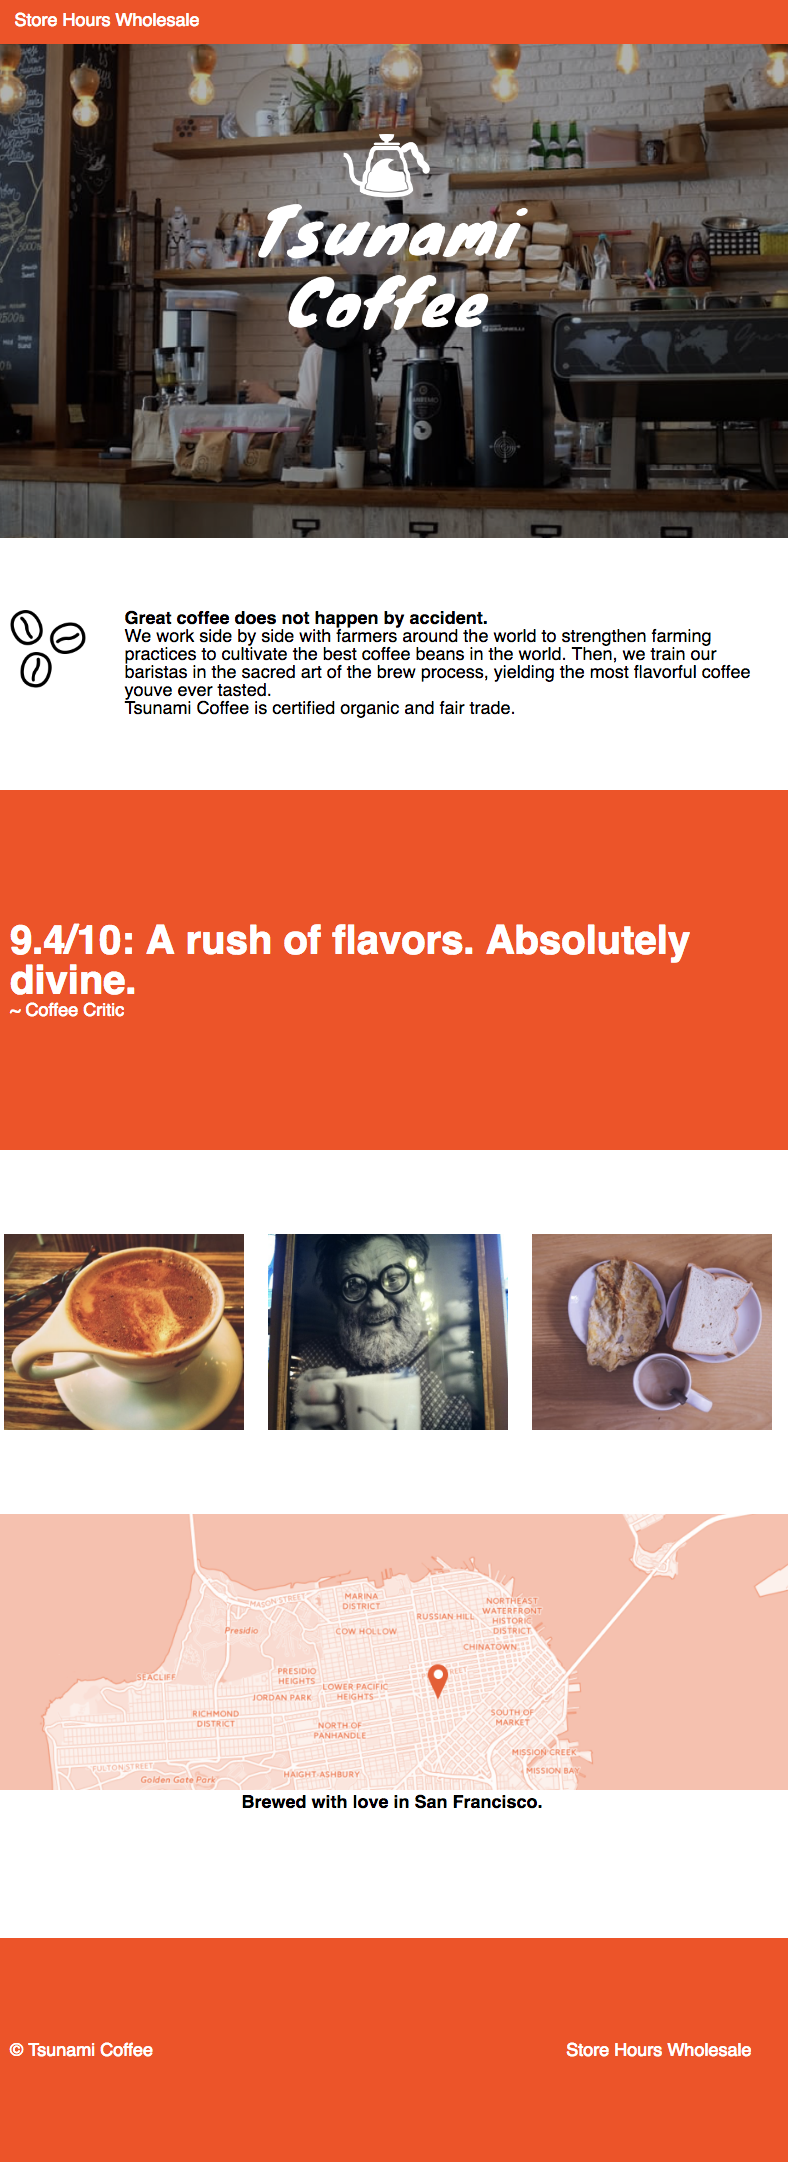 Store Hours Wholesale
Tsunami
Coffee
Great coffee does not happen by accident.
We work side by side with farmers around the world to strengthen farming
practices to cultivate the best coffee beans in the world. Then, we train our
baristas in the sacred art of the brew process, yielding the most flavorful coffee
youve ever tasted.
Tsunami Coffee is certified organic and fair trade.
9.4/10: A rush of flavors. Absolutely
divine.
~ Coffee Critic
MASON STREET
MARINA
DISTRICT
NORTHEAST
WATERFRONT
HISTORIC
DISTRICT
RUSSIAN HILL
Presidio
COW HOLLOW
CHINATOWN
SEACLIFF
PRESIDIO
HEIGHTS
LOWER PACIFIC
HEIGHTS
JORDAN PARK
RICHMOND
DISTRICT
NORTH OF
PANHANDLE
SOUTH OF
MARKET
MISSION CREEK
FULTON STREET
HAIGHT-ASHBURY
MISSION BAY
Golden Gate Park
Brewed with love in San Francisco.
© Tsunami Coffee
Store Hours Wholesale